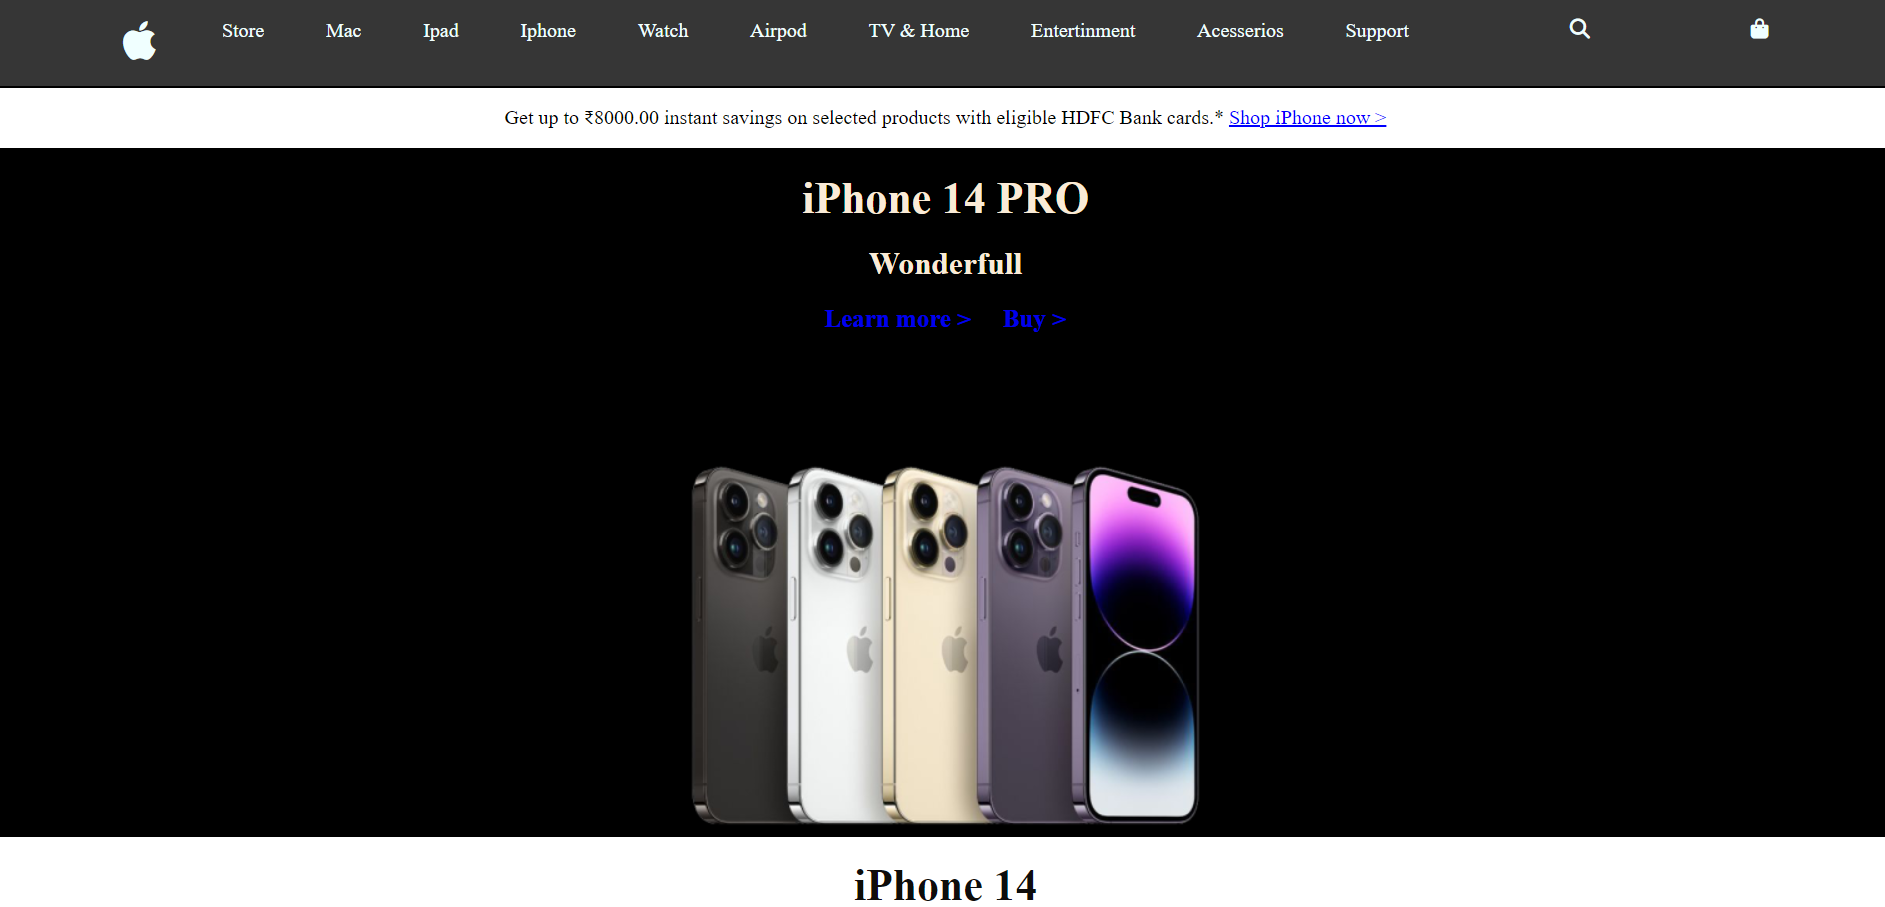 Store Mac Ipad Iphone Watch Airpod TV & Home Entertinment Acesserios Support
Get up to ₹8000.00 instant savings on selected products with eligible HDFC Bank cards.* Shop iPhone now >
iPhone 14 PRO
Wonderfull
Learn more > Buy >
iPhone 14